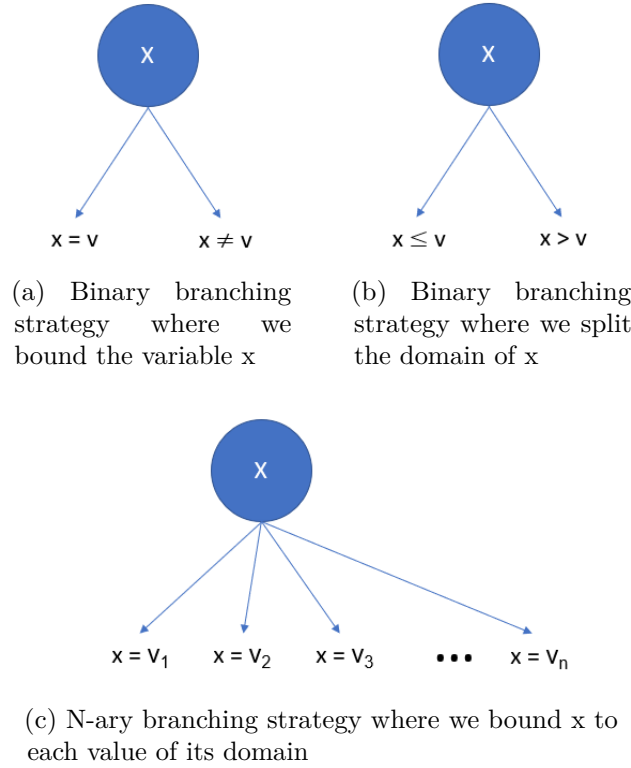 X
X
x = v
x ≠ v
x ≤ v
x > v
(a) Binary branching
strategy where we
bound the variable x
(b) Binary branching
strategy where we split
the domain of x
X
x = v₁
x = v₂
x = v₃
•••
x = vₙ
(c) N-ary branching strategy where we bound x to
each value of its domain